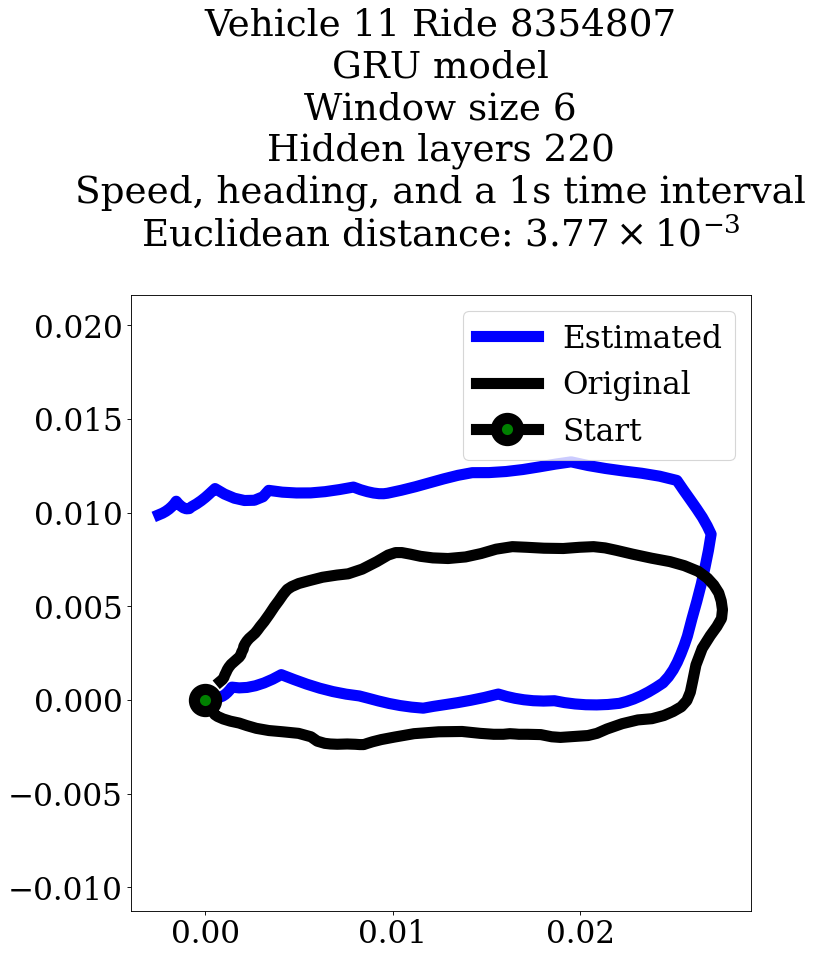 Vehicle 11 Ride 8354807
GRU model
Window size 6
Hidden layers 220
Speed, heading, and a 1s time interval
Euclidean distance: 3.77 × 10⁻³
Estimated
Original
Start
0.020
0.015
0.010
0.005
0.000
−0.005
−0.010
0.00 0.01 0.02